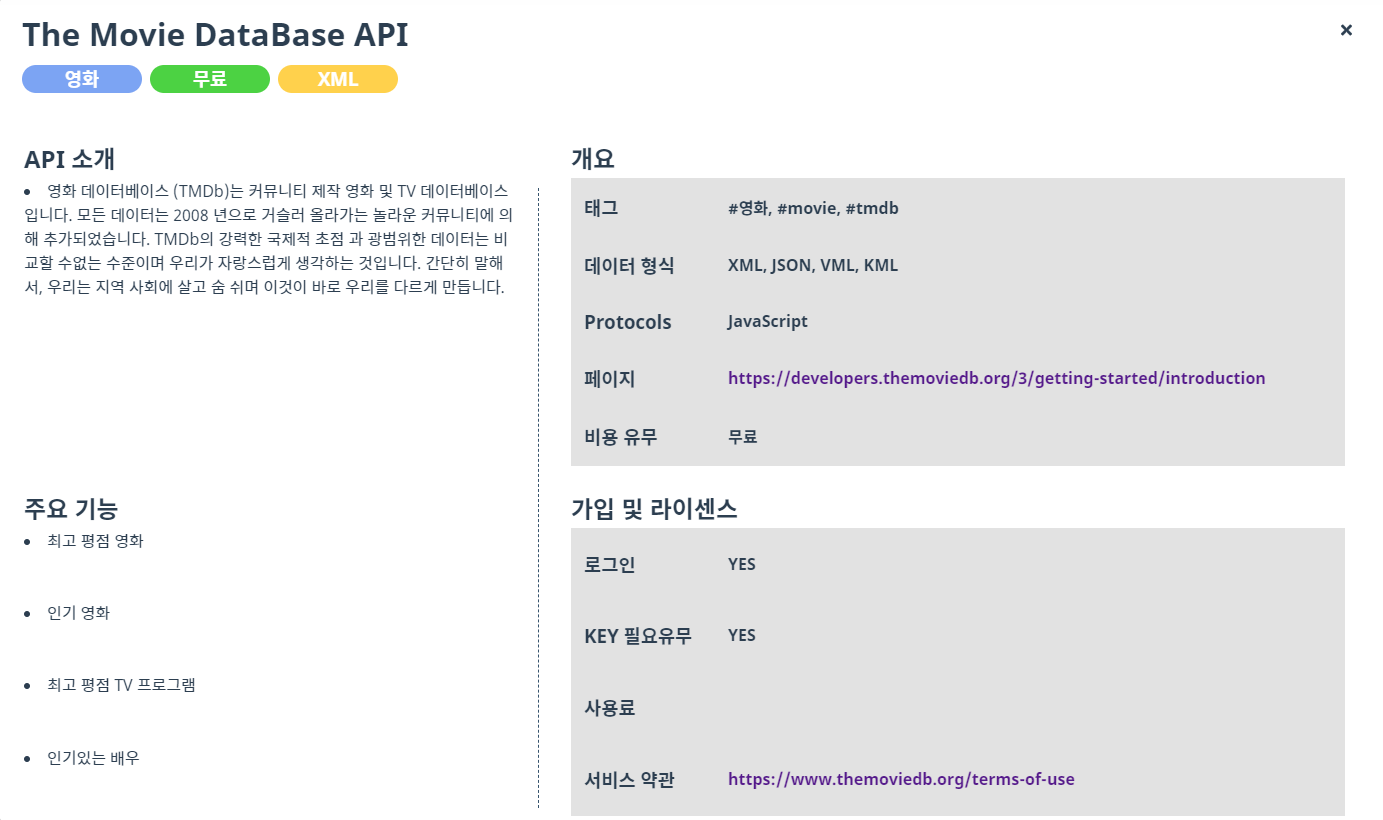 The Movie DataBase API
×
영화 무료 XML
API 소개
• 영화 데이터베이스 (TMDb)는 커뮤니티 제작 영화 및 TV 데이터베이스
입니다. 모든 데이터는 2008 년으로 거슬러 올라가는 놀라운 커뮤니티에 의
해 추가되었습니다. TMDb의 강력한 국제적 초점 과 광범위한 데이터는 비
교할 수없는 수준이며 우리가 자랑스럽게 생각하는 것입니다. 간단히 말해
서, 우리는 지역 사회에 살고 숨 쉬며 이것이 바로 우리를 다르게 만듭니다.
주요 기능
• 최고 평점 영화
• 인기 영화
• 최고 평점 TV 프로그램
• 인기있는 배우
개요
태그 #영화, #movie, #tmdb
데이터 형식 XML, JSON, VML, KML
Protocols JavaScript
페이지 https://developers.themoviedb.org/3/getting-started/introduction
비용 유무 무료
가입 및 라이센스
로그인 YES
KEY 필요유무 YES
사용료
서비스 약관 https://www.themoviedb.org/terms-of-use